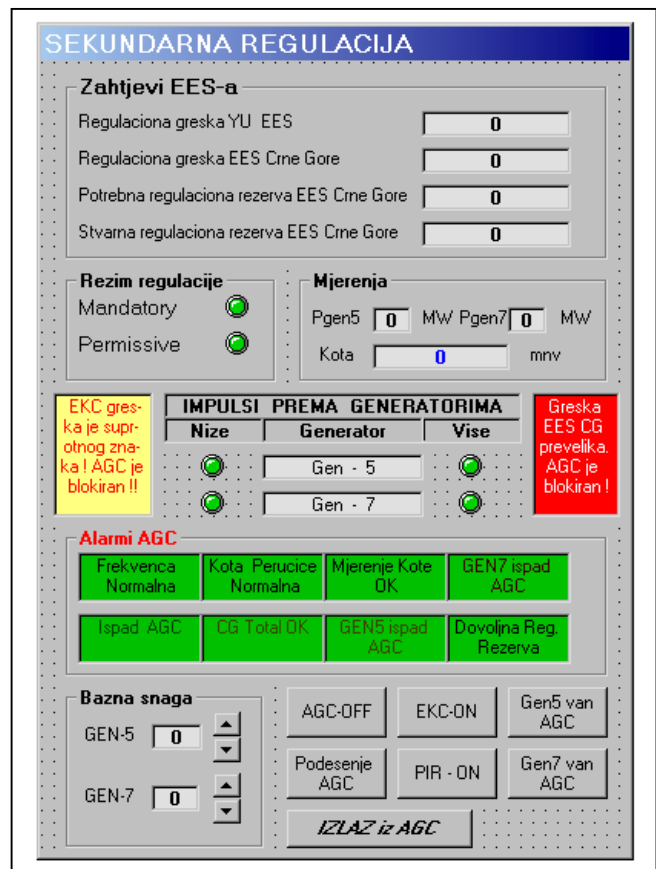 SEKUNDARNA REGULACIJA
Zahtjevi EES-a
Regulaciona greska YU EES 0
Regulaciona greska EES Crne Gore 0
Potrebna regulaciona rezerva EES Crne Gore 0
Stvarna regulaciona rezerva EES Crne Gore 0
Rezim regulacije
Mandatory
Permissive
Mjerenja
Pgen5 0 MW Pgen7 0 MW
Kota 0 mnv
EKC gres-
ka je supr-
otnog zna-
ka ! AGC je
blokiran !!
IMPULSI PREMA GENERATORIMA
Nize Generator Vise
Gen - 5
Gen - 7
Greska
EES CG
prevelika.
AGC je
blokiran !
Alarmi AGC
Frekvenca
Normalna
Kota Perucice
Normalna
Mjerenje Kote
OK
GEN7 ispad
AGC
Ispad AGC
CG Total OK
GEN5 ispad
AGC
Dovoljna Reg.
Rezerva
Bazna snaga
GEN-5 0
GEN-7 0
AGC-OFF
EKC-ON
Gen5 van
AGC
Podesenje
AGC
PIR - ON
Gen7 van
AGC
IZLAZ iz AGC